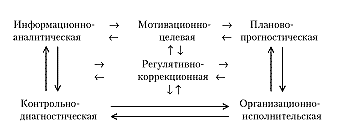 Информационно- → Мотивационно- → Планово-
аналитическая ← целевая ← прогностическая
↑↓
→ Регулятивно- →
← коррекционная ←
↓↑
Контрольно- Организационно-
диагностическая исполнительская